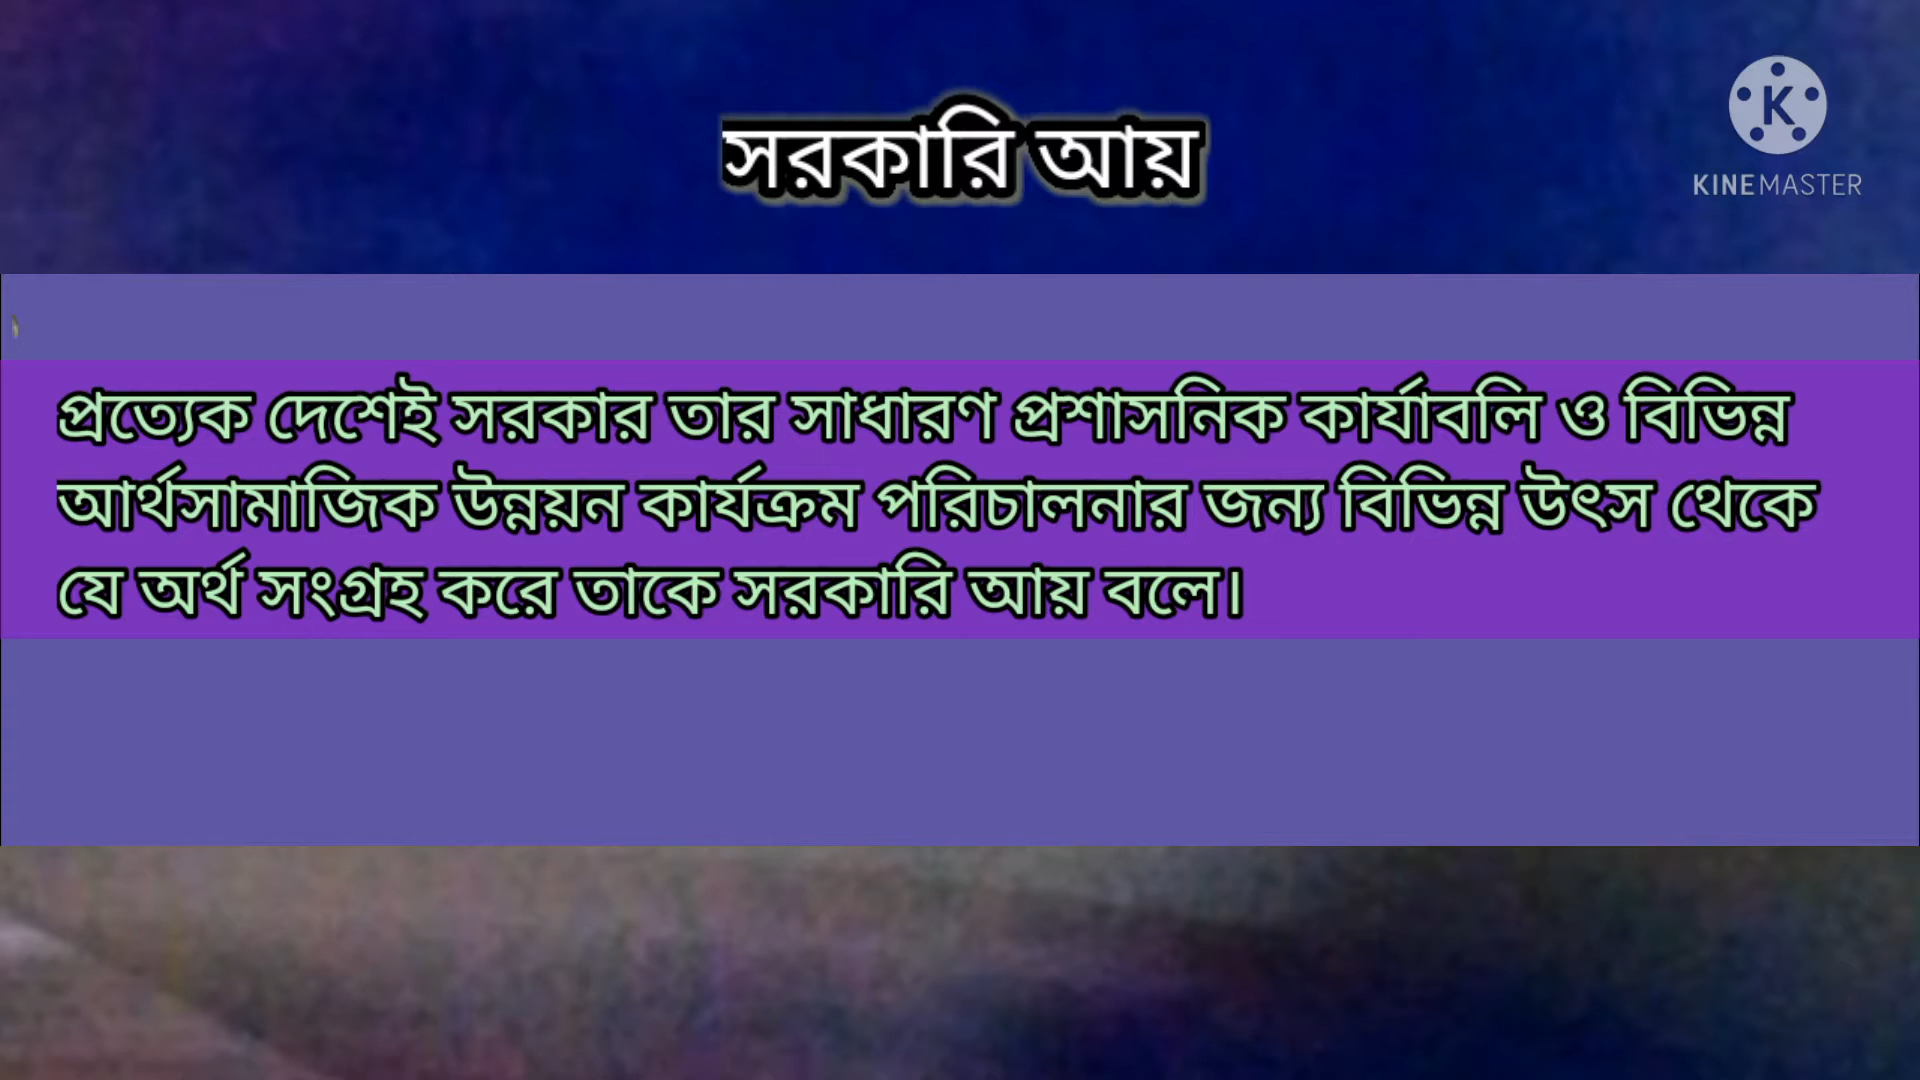 সরকারি আয়
KINEMASTER
প্রত্যেক দেশেই সরকার তার সাধারণ প্রশাসনিক কার্যাবলি ও বিভিন্ন
আর্থসামাজিক উন্নয়ন কার্যক্রম পরিচালনার জন্য বিভিন্ন উৎস থেকে
যে অর্থ সংগ্রহ করে তাকে সরকারি আয় বলে।